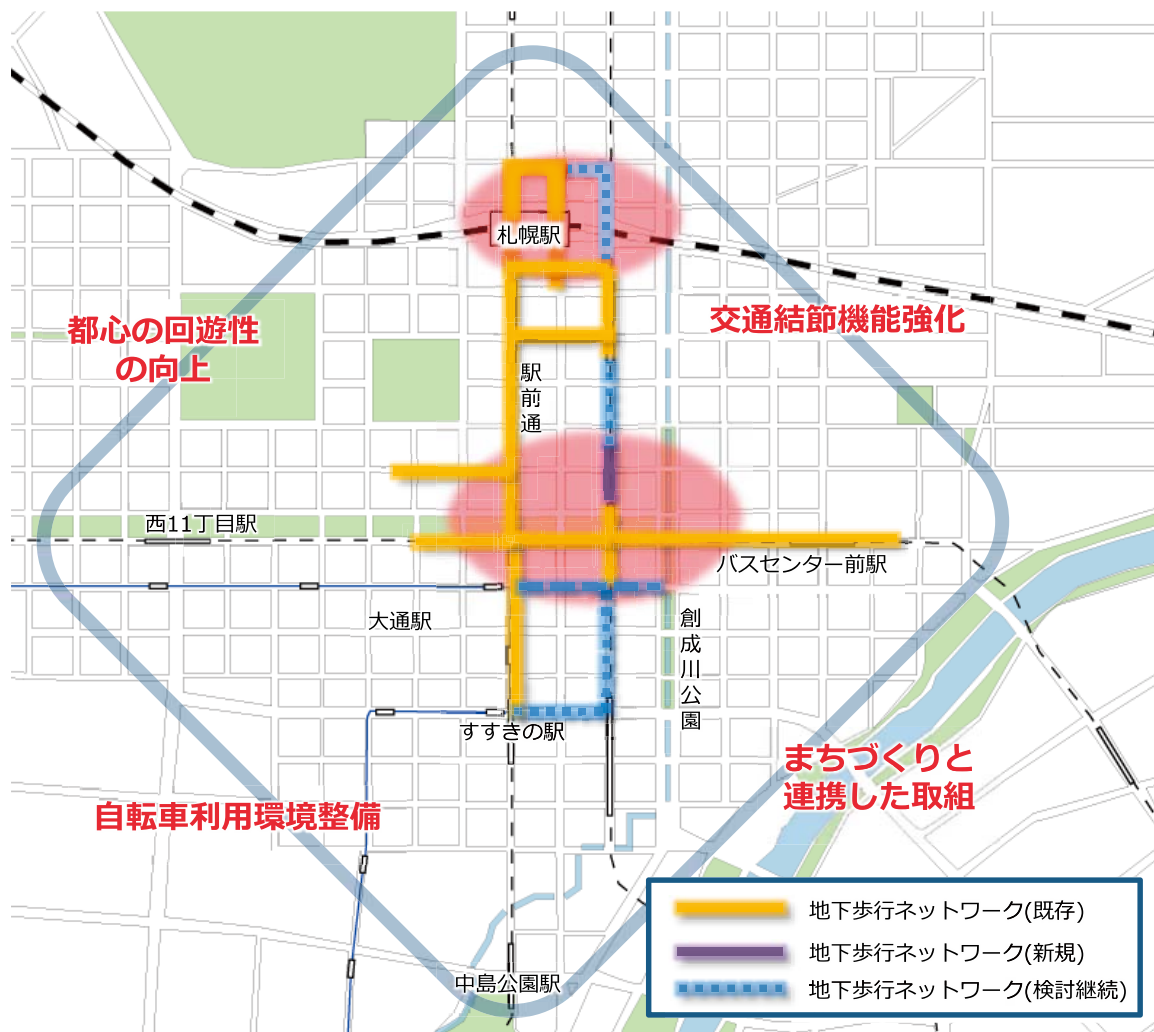 札幌駅
都心の回遊性
の向上
交通結節機能強化
駅前通
西11丁目駅
バスセンター前駅
大通駅
創成川公園
すすきの駅
まちづくりと
連携した取組
自転車利用環境整備
中島公園駅
地下歩行ネットワーク(既存)
地下歩行ネットワーク(新規)
地下歩行ネットワーク(検討継続)